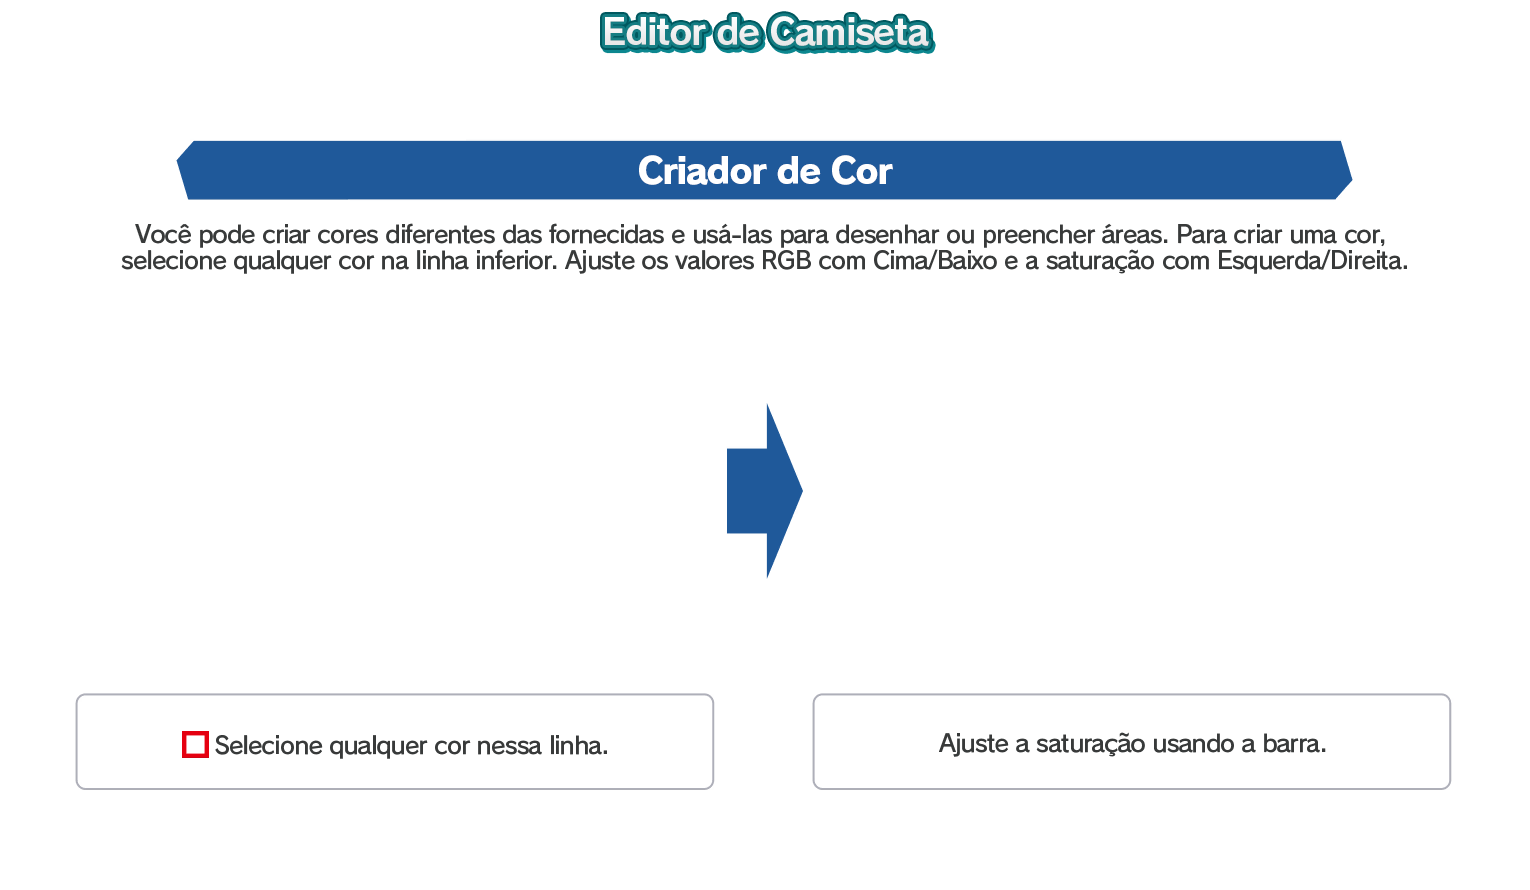 Editor de Camiseta
Criador de Cor
Você pode criar cores diferentes das fornecidas e usá-las para desenhar ou preencher áreas. Para criar uma cor,
selecione qualquer cor na linha inferior. Ajuste os valores RGB com Cima/Baixo e a saturação com Esquerda/Direita.
Selecione qualquer cor nessa linha.
Ajuste a saturação usando a barra.